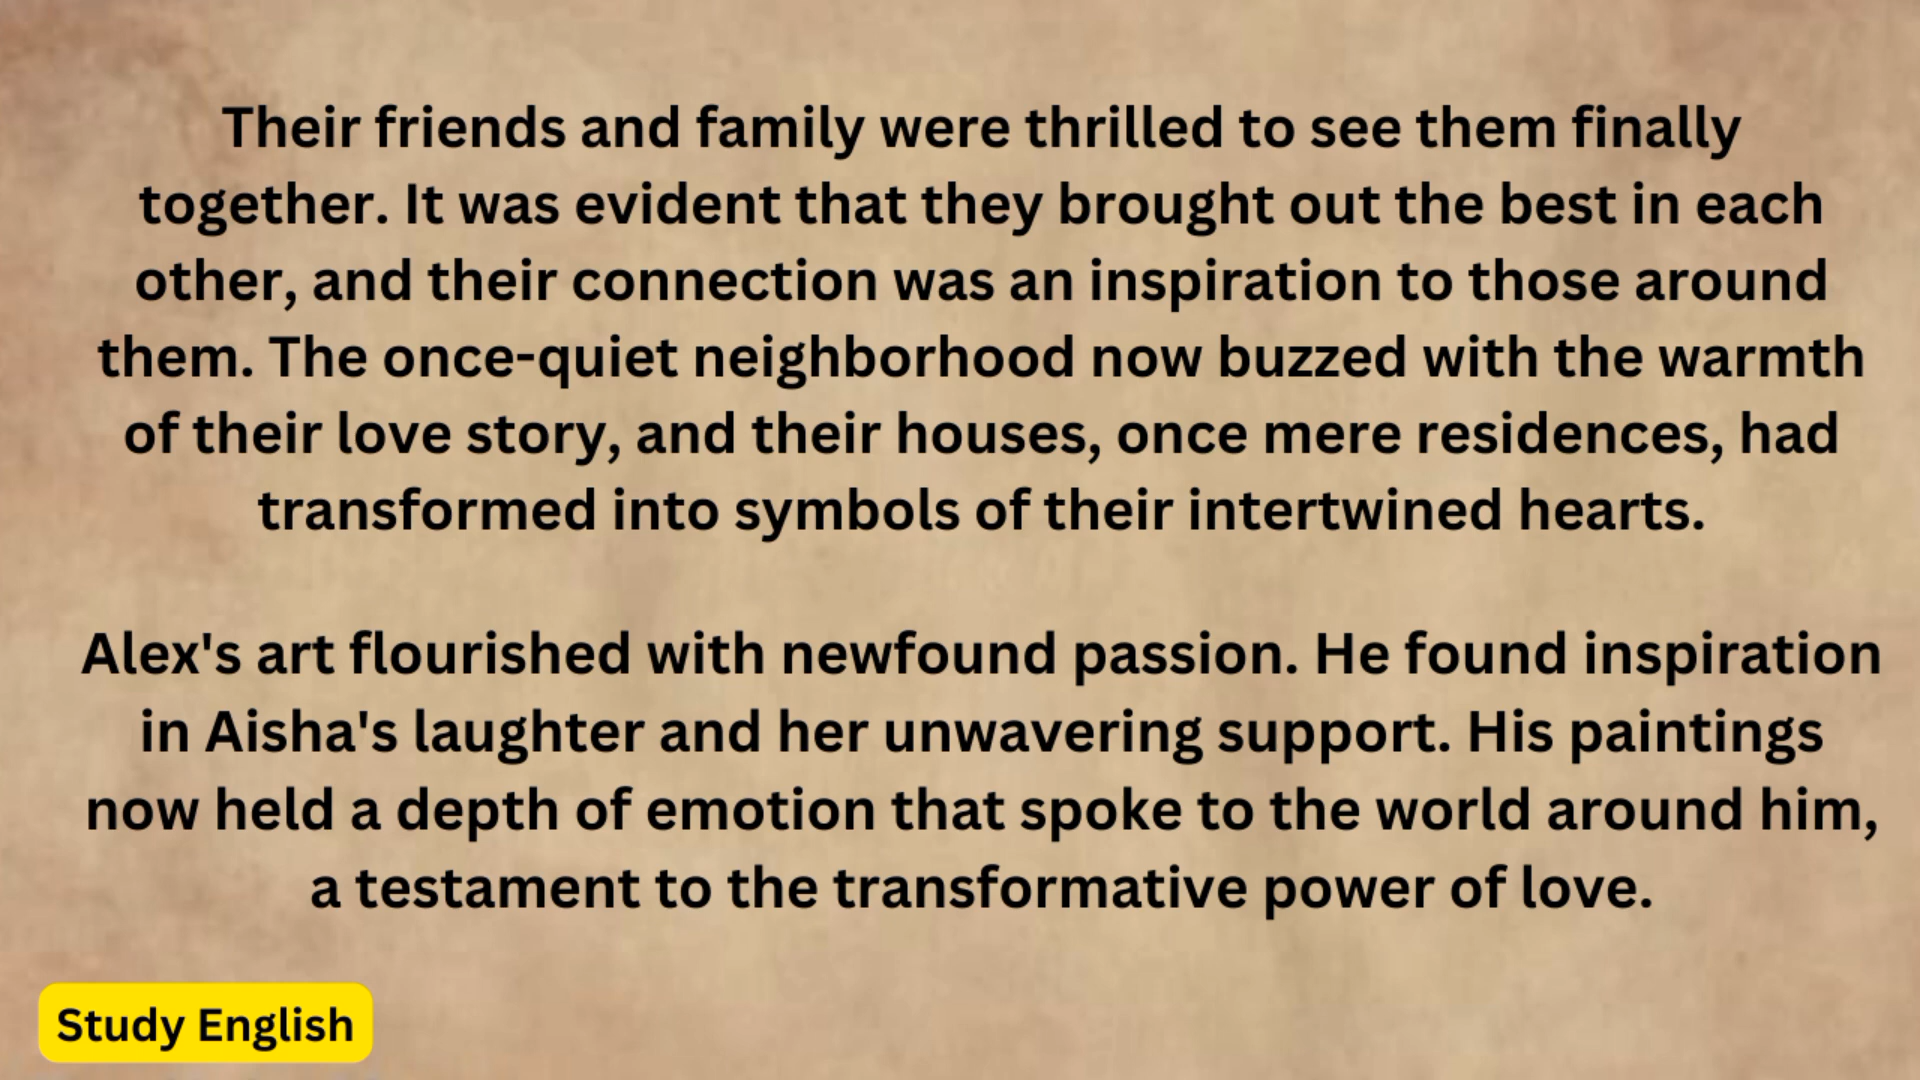 Their friends and family were thrilled to see them finally
together. It was evident that they brought out the best in each
other, and their connection was an inspiration to those around
them. The once-quiet neighborhood now buzzed with the warmth
of their love story, and their houses, once mere residences, had
transformed into symbols of their intertwined hearts.
Alex's art flourished with newfound passion. He found inspiration
in Aisha's laughter and her unwavering support. His paintings
now held a depth of emotion that spoke to the world around him,
a testament to the transformative power of love.
Study English